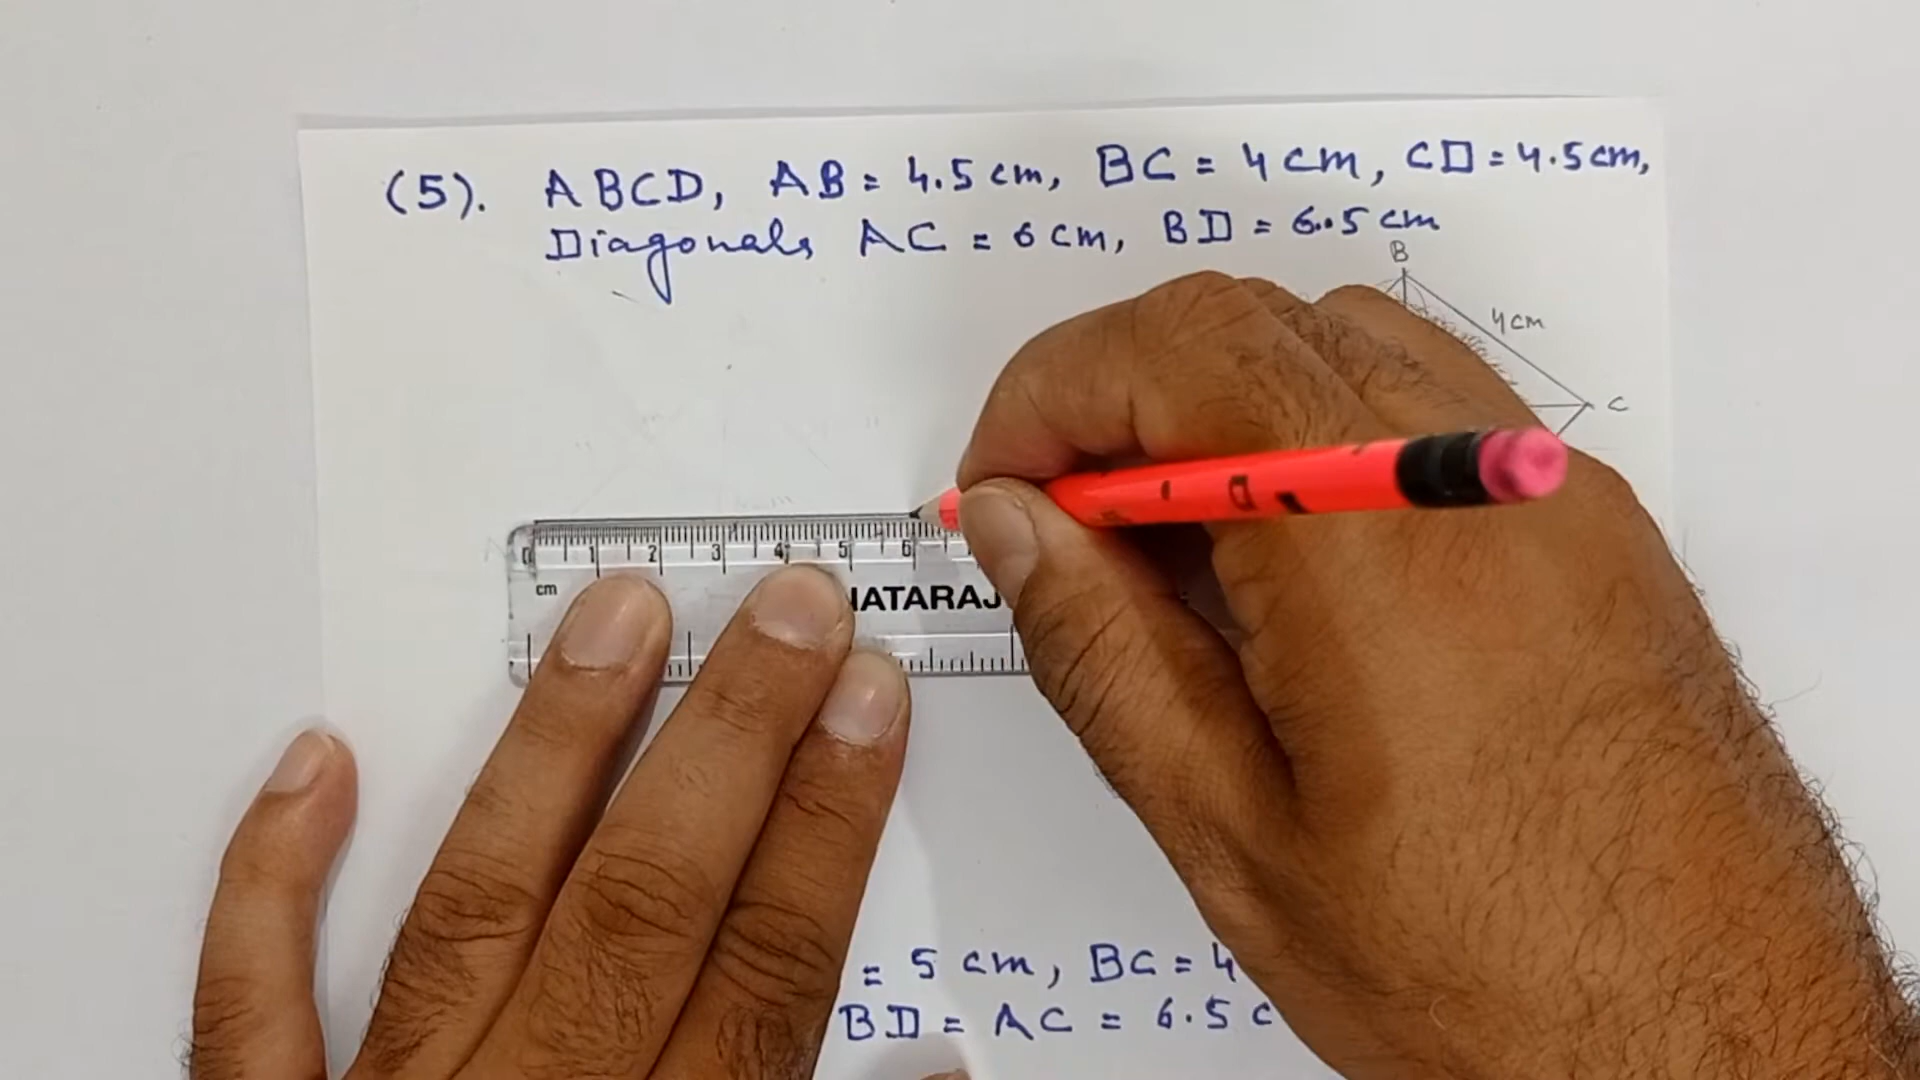 (5). ABCD, AB = 4.5 cm, BC = 4 cm, CD = 4.5 cm,
Diagonals AC = 6 cm, BD = 6.5 cm
B
4 cm
C
0 1 2 3 4 5 6
cm
NATARAJ
= 5 cm, BC = 4
BD = AC = 6.5 c